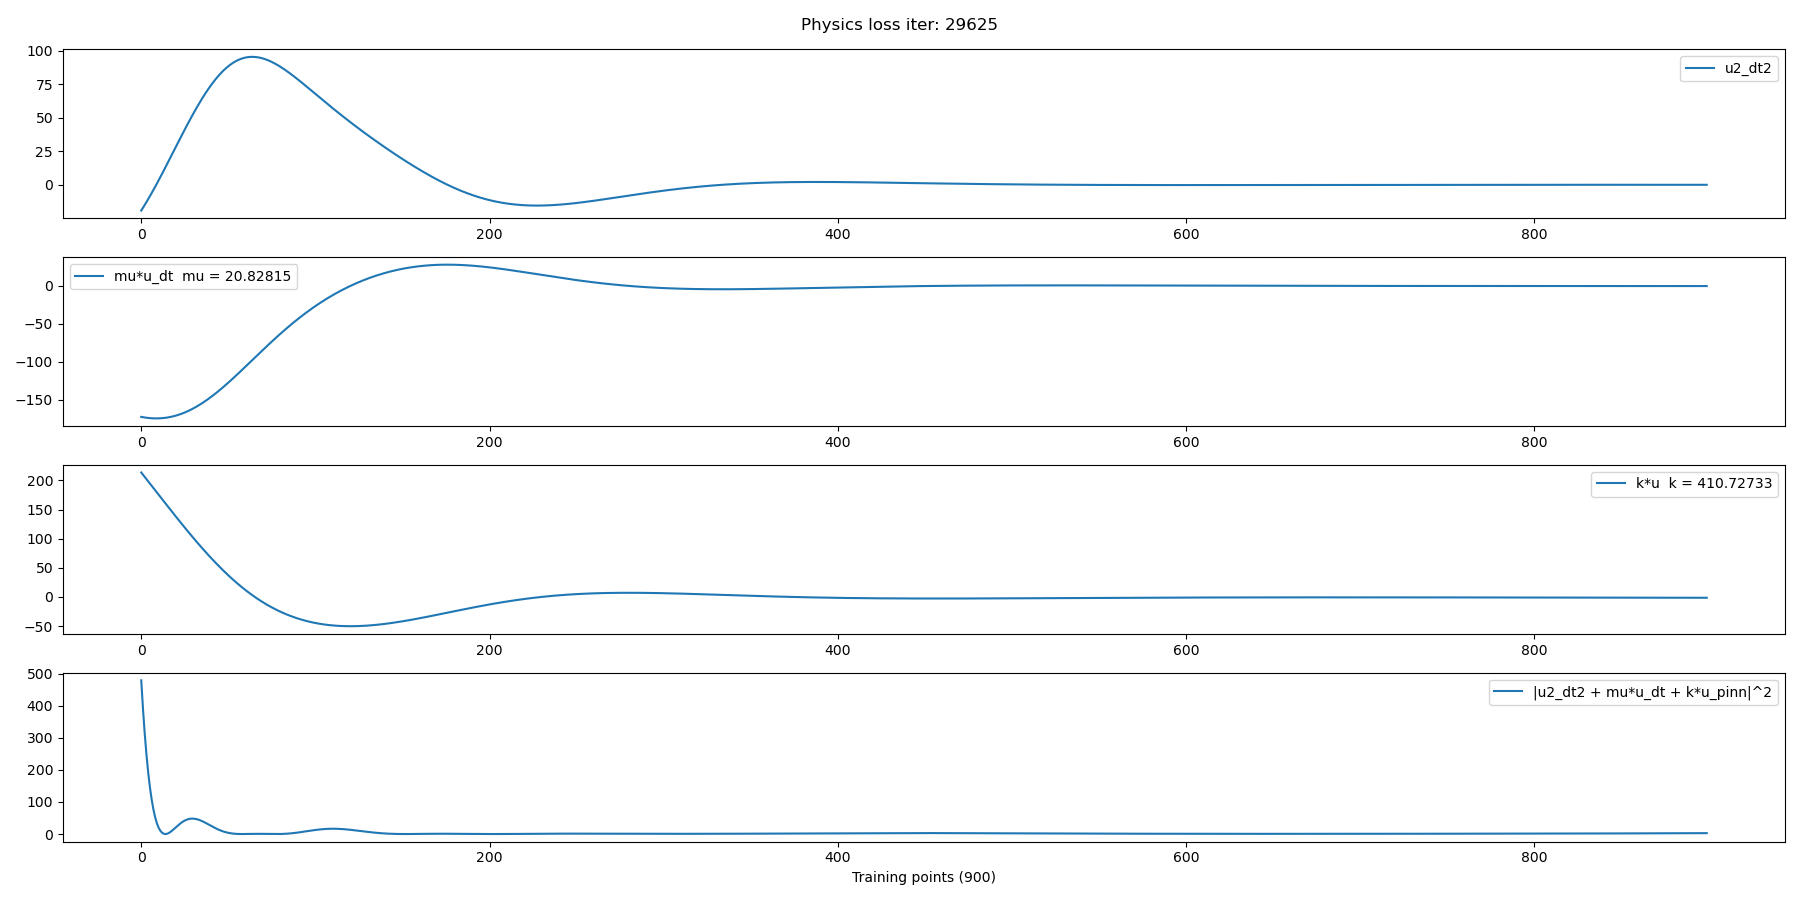 Physics loss iter: 29625
100
75
50
25
0
u2_dt2
0 200 400 600 800
0
−50
−100
−150
mu*u_dt mu = 20.82815
0 200 400 600 800
200
150
100
50
0
−50
k*u k = 410.72733
0 200 400 600 800
500
400
300
200
100
0
|u2_dt2 + mu*u_dt + k*u_pinn|^2
0 200 400 600 800
Training points (900)